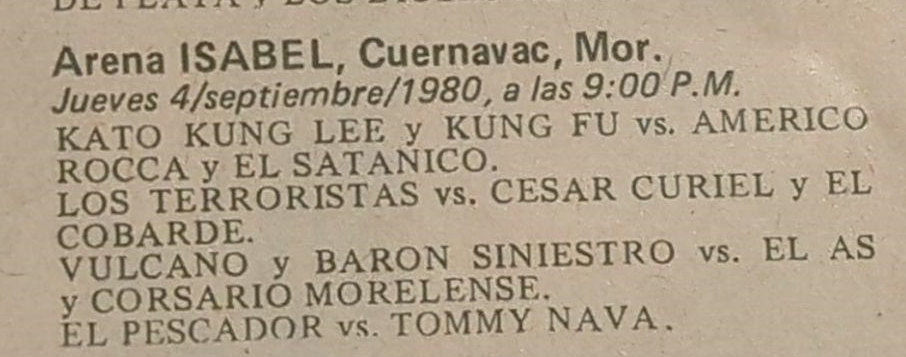 Arena ISABEL, Cuernavac, Mor.
Jueves 4/septiembre/1980, a las 9:00 P.M.
KATO KUNG LEE y KUNG FU vs. AMERICO
ROCCA y EL SATANICO.
LOS TERRORISTAS vs. CESAR CURIEL y EL
COBARDE.
VULCANO y BARON SINIESTRO vs. EL AS
y CORSARIO MORELENSE.
EL PESCADOR vs. TOMMY NAVA.